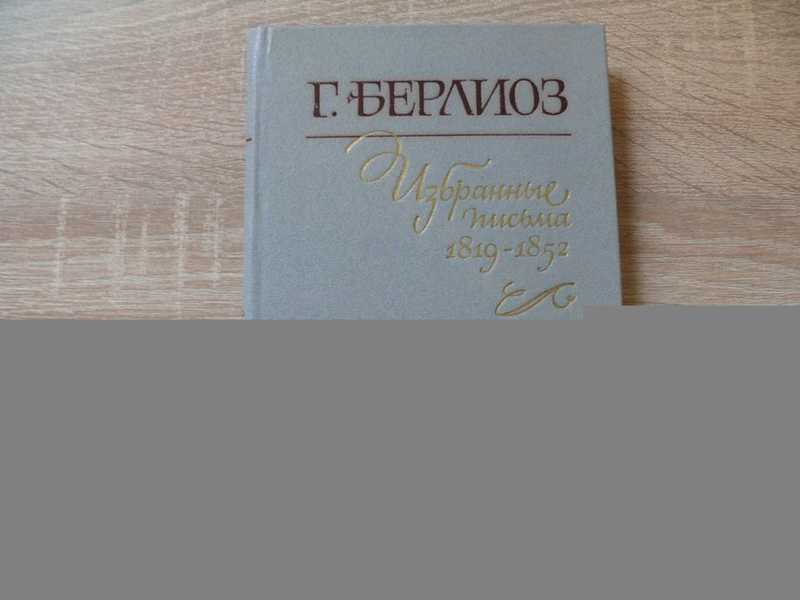 Г. БЕРЛИОЗ
Избранные
письма
1819-1852